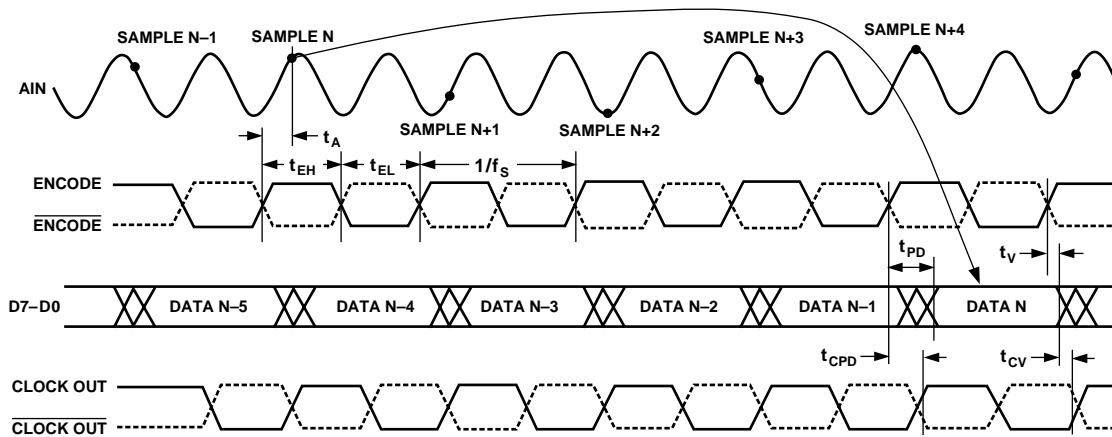 SAMPLE N–1
SAMPLE N
SAMPLE N+3
SAMPLE N+4
AIN
SAMPLE N+1
SAMPLE N+2
tA
tEH
tEL
1/fS
ENCODE
ENCODE
tPD
tV
D7–D0
DATA N–5
DATA N–4
DATA N–3
DATA N–2
DATA N–1
DATA N
tCPD
tCV
CLOCK OUT
CLOCK OUT